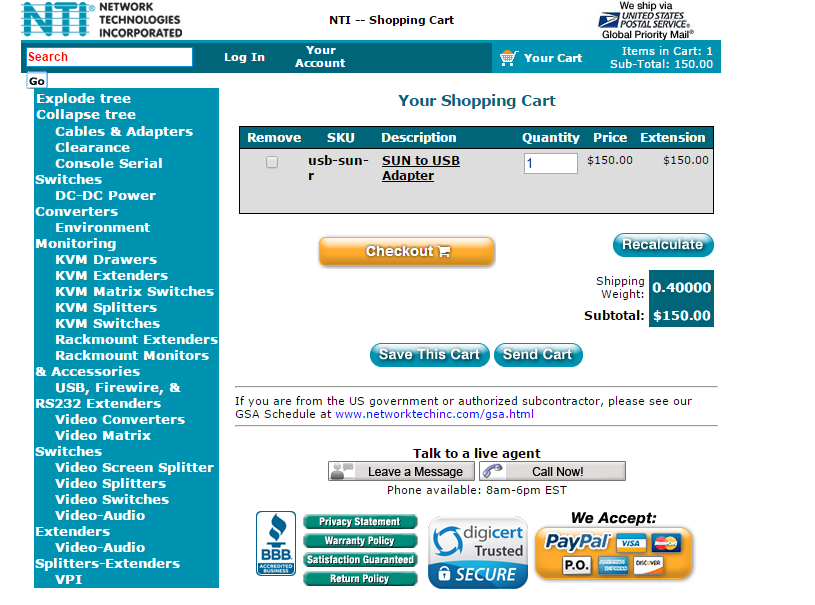 NTI® NETWORK
TECHNOLOGIES
INCORPORATED
NTI -- Shopping Cart
We ship via
UNITED STATES
POSTAL SERVICE®
Global Priority Mail®
Search
Log In
Your
Account
Your Cart
Items in Cart: 1
Sub-Total: 150.00
Go
Explode tree
Collapse tree
Cables & Adapters
Clearance
Console Serial
Switches
DC-DC Power
Converters
Environment
Monitoring
KVM Drawers
KVM Extenders
KVM Matrix Switches
KVM Splitters
KVM Switches
Rackmount Extenders
Rackmount Monitors
& Accessories
USB, Firewire, &
RS232 Extenders
Video Converters
Video Matrix
Switches
Video Screen Splitter
Video Splitters
Video Switches
Video-Audio
Extenders
Video-Audio
Splitters-Extenders
VPI
Your Shopping Cart
Remove SKU Description Quantity Price Extension
usb-sun- SUN to USB 1 $150.00 $150.00
r Adapter
Checkout
Recalculate
Shipping
Weight: 0.40000
Subtotal: $150.00
Save This Cart Send Cart
If you are from the US government or authorized subcontractor, please see our
GSA Schedule at www.networktechinc.com/gsa.html
Talk to a live agent
Leave a Message Call Now!
Phone available: 8am-6pm EST
BBB
ACCREDITED
BUSINESS
Privacy Statement
Warranty Policy
Satisfaction Guaranteed
Return Policy
digicert
Trusted
SECURE
We Accept:
PayPal VISA MasterCard
P.O. AMERICAN EXPRESS DISCOVER